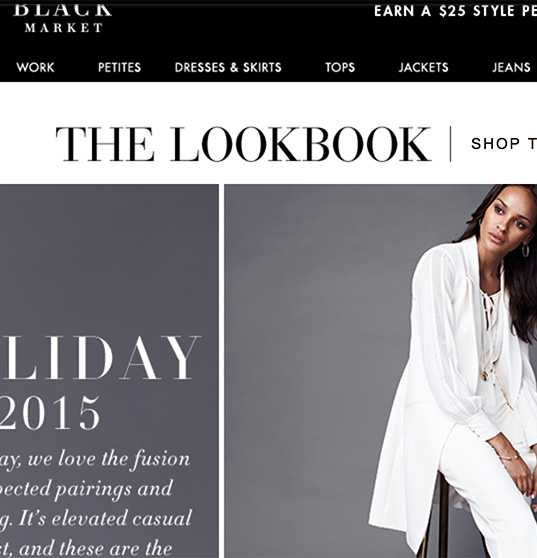 BLACK
MARKET
EARN A $25 STYLE PE
WORK PETITES DRESSES & SKIRTS TOPS JACKETS JEANS
THE LOOKBOOK | SHOP T
LIDAY
2015
ay, we love the fusion
pected pairings and
g. It's elevated casual
st, and these are the